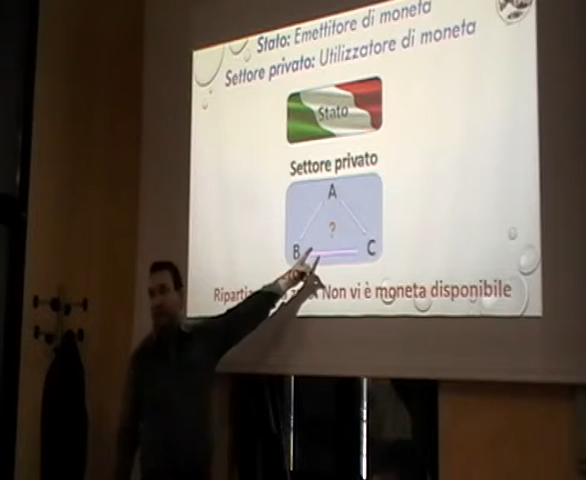 Stato: Emettitore di moneta
Settore privato: Utilizzatore di moneta
Stato
Settore privato
A
?
B C
Non vi è moneta disponibile